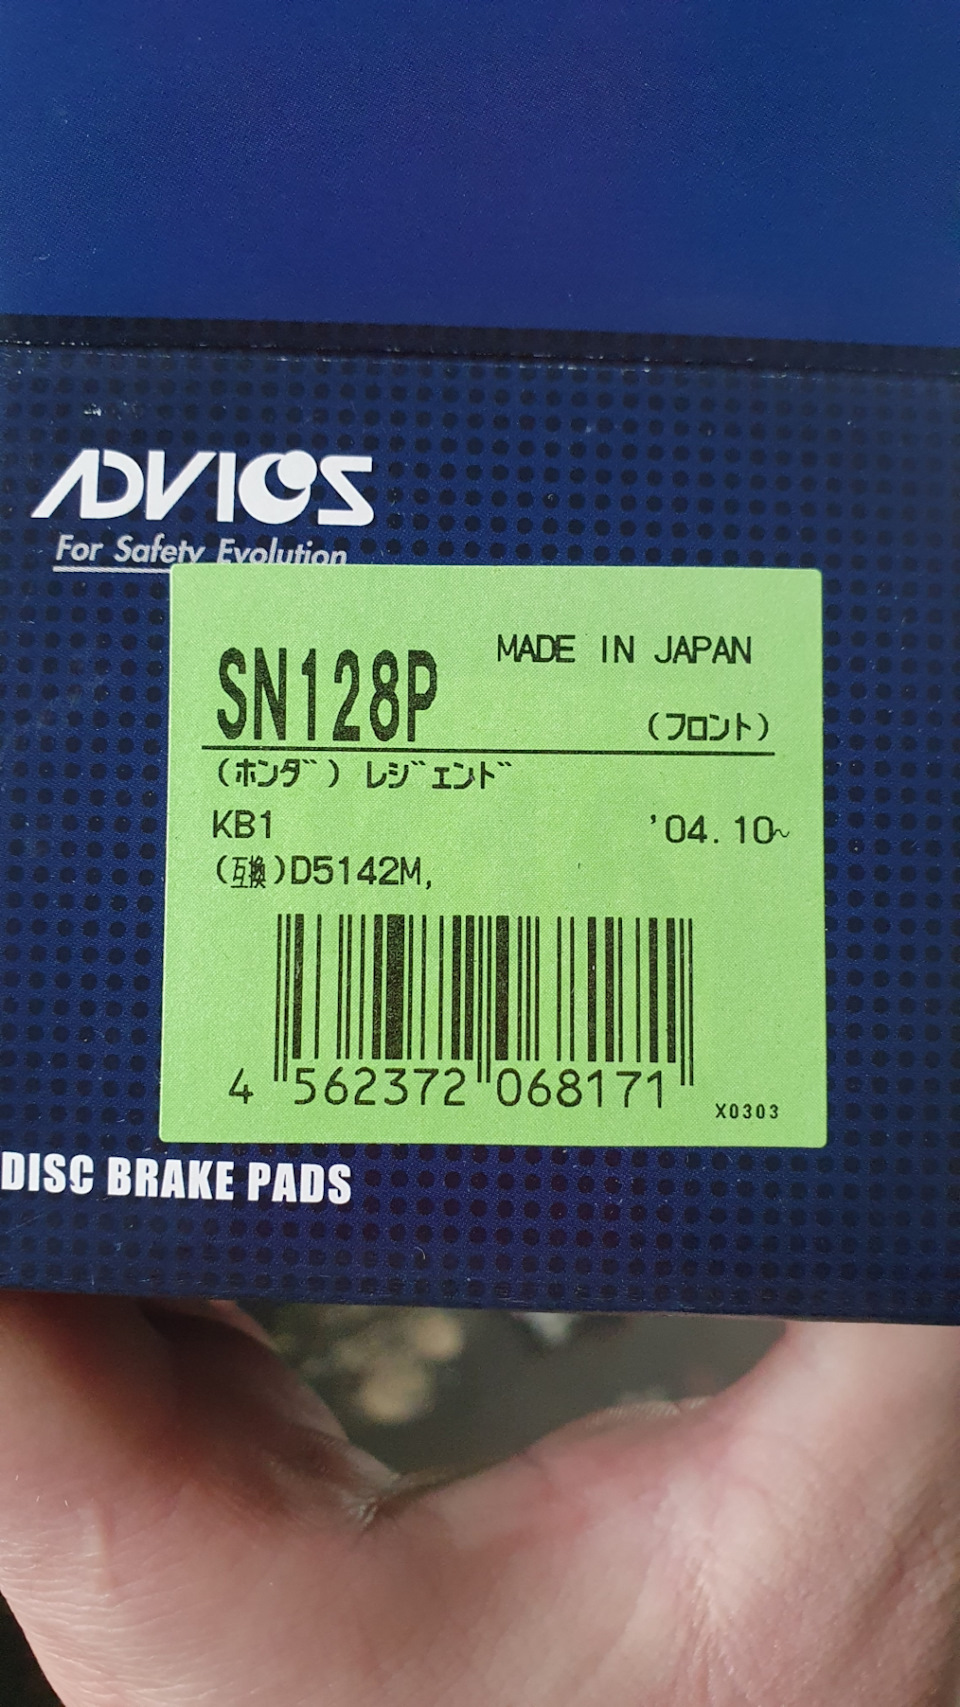 ADVICS
For Safety Evolution
SN128P
MADE IN JAPAN
(フロント)
(ホンダ) レジェンド
KB1
'04.10~
(互換)D5142M,
4 562372 068171
X0303
DISC BRAKE PADS